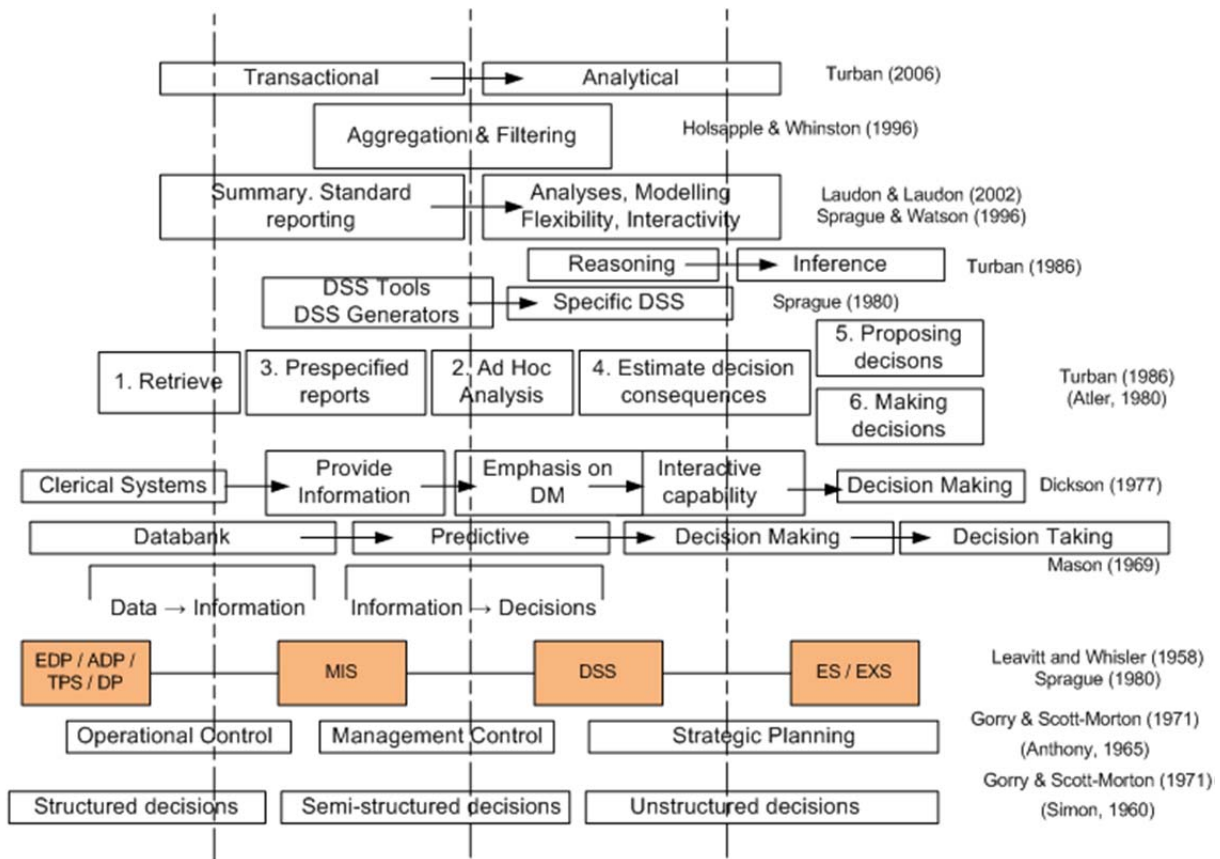 Transactional
Analytical
Turban (2006)
Aggregation & Filtering
Holsapple & Whinston (1996)
Summary. Standard
reporting
Analyses, Modelling
Flexibility, Interactivity
Laudon & Laudon (2002)
Sprague & Watson (1996)
Reasoning
Inference
Turban (1986)
DSS Tools
DSS Generators
Specific DSS
Sprague (1980)
1. Retrieve
3. Prespecified
reports
2. Ad Hoc
Analysis
4. Estimate decision
consequences
5. Proposing
decisons
6. Making
decisions
Turban (1986)
(Atler, 1980)
Clerical Systems
Provide
Information
Emphasis on
DM
Interactive
capability
Decision Making
Dickson (1977)
Databank
Predictive
Decision Making
Decision Taking
Mason (1969)
Data → Information
Information → Decisions
EDP / ADP /
TPS / DP
MIS
DSS
ES / EXS
Leavitt and Whisler (1958)
Sprague (1980)
Operational Control
Management Control
Strategic Planning
Gorry & Scott-Morton (1971)
(Anthony, 1965)
Structured decisions
Semi-structured decisions
Unstructured decisions
Gorry & Scott-Morton (1971)
(Simon, 1960)